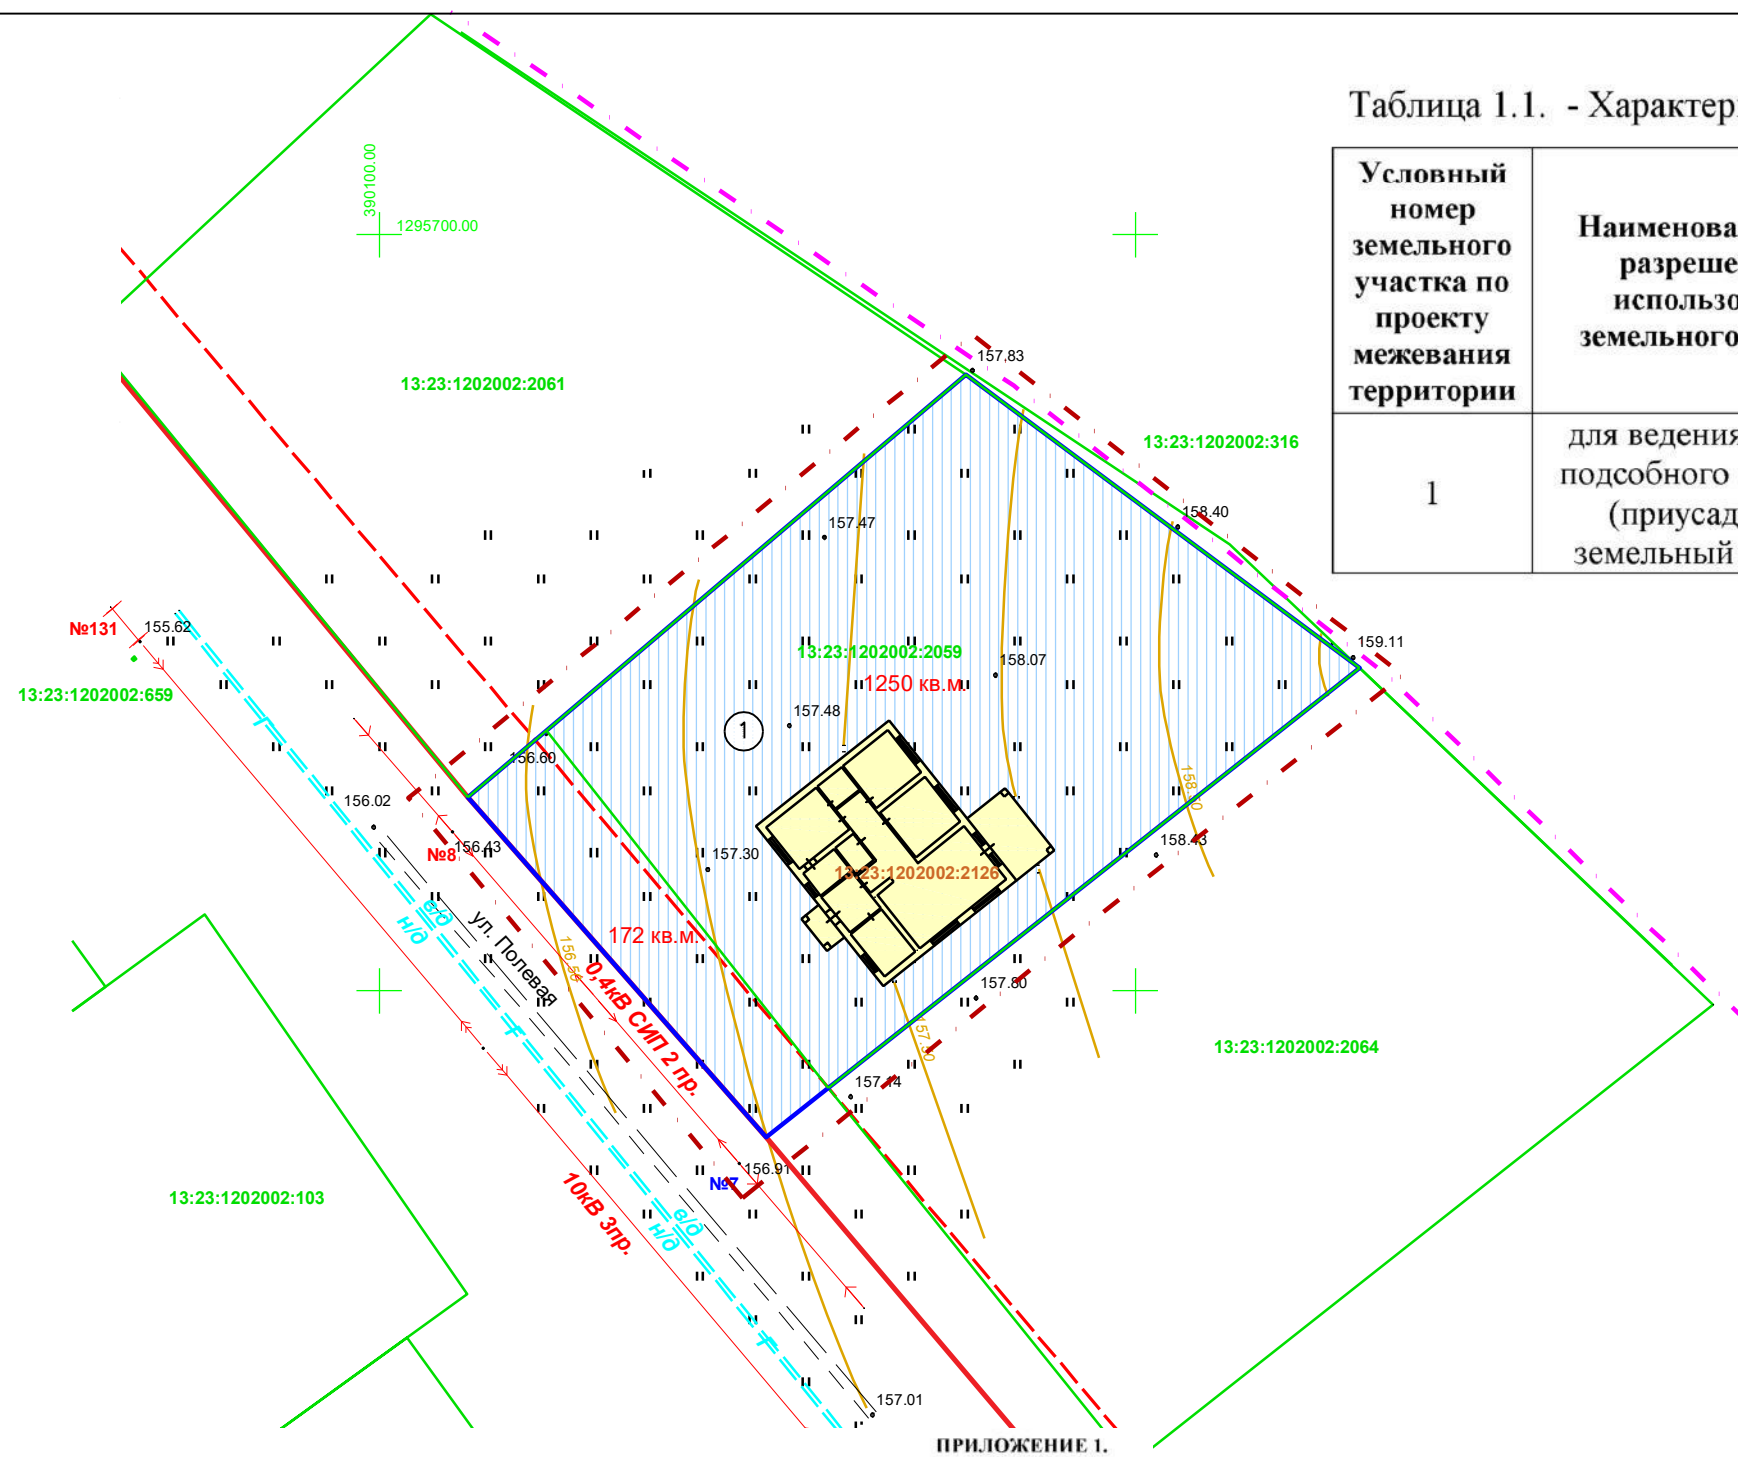 Таблица 1.1. - Характер
Условный
номер
земельного
участка по
проекту
межевания
территории
Наименова
разреше
использо
земельного
1
для ведения
подсобного
(приусад
земельный
390100.00
1295700.00
157,83
13:23:1202002:2061
13:23:1202002:316
158.40
157.47
№131
155.62
159.11
13:23:1202002:2059
158.07
1250 кв.м.
13:23:1202002:659
157.48
1
156.60
156.02
158.43
№8
156.43
157.30
13:23:1202002:2126
в/д
н/д
ул. Полевая
172 кв.м.
0,4кВ СИП 2 пр.
157.80
13:23:1202002:2064
157.14
156.91
№7
13:23:1202002:103
10кВ 3пр.
в/д
н/д
157.01
ПРИЛОЖЕНИЕ 1.